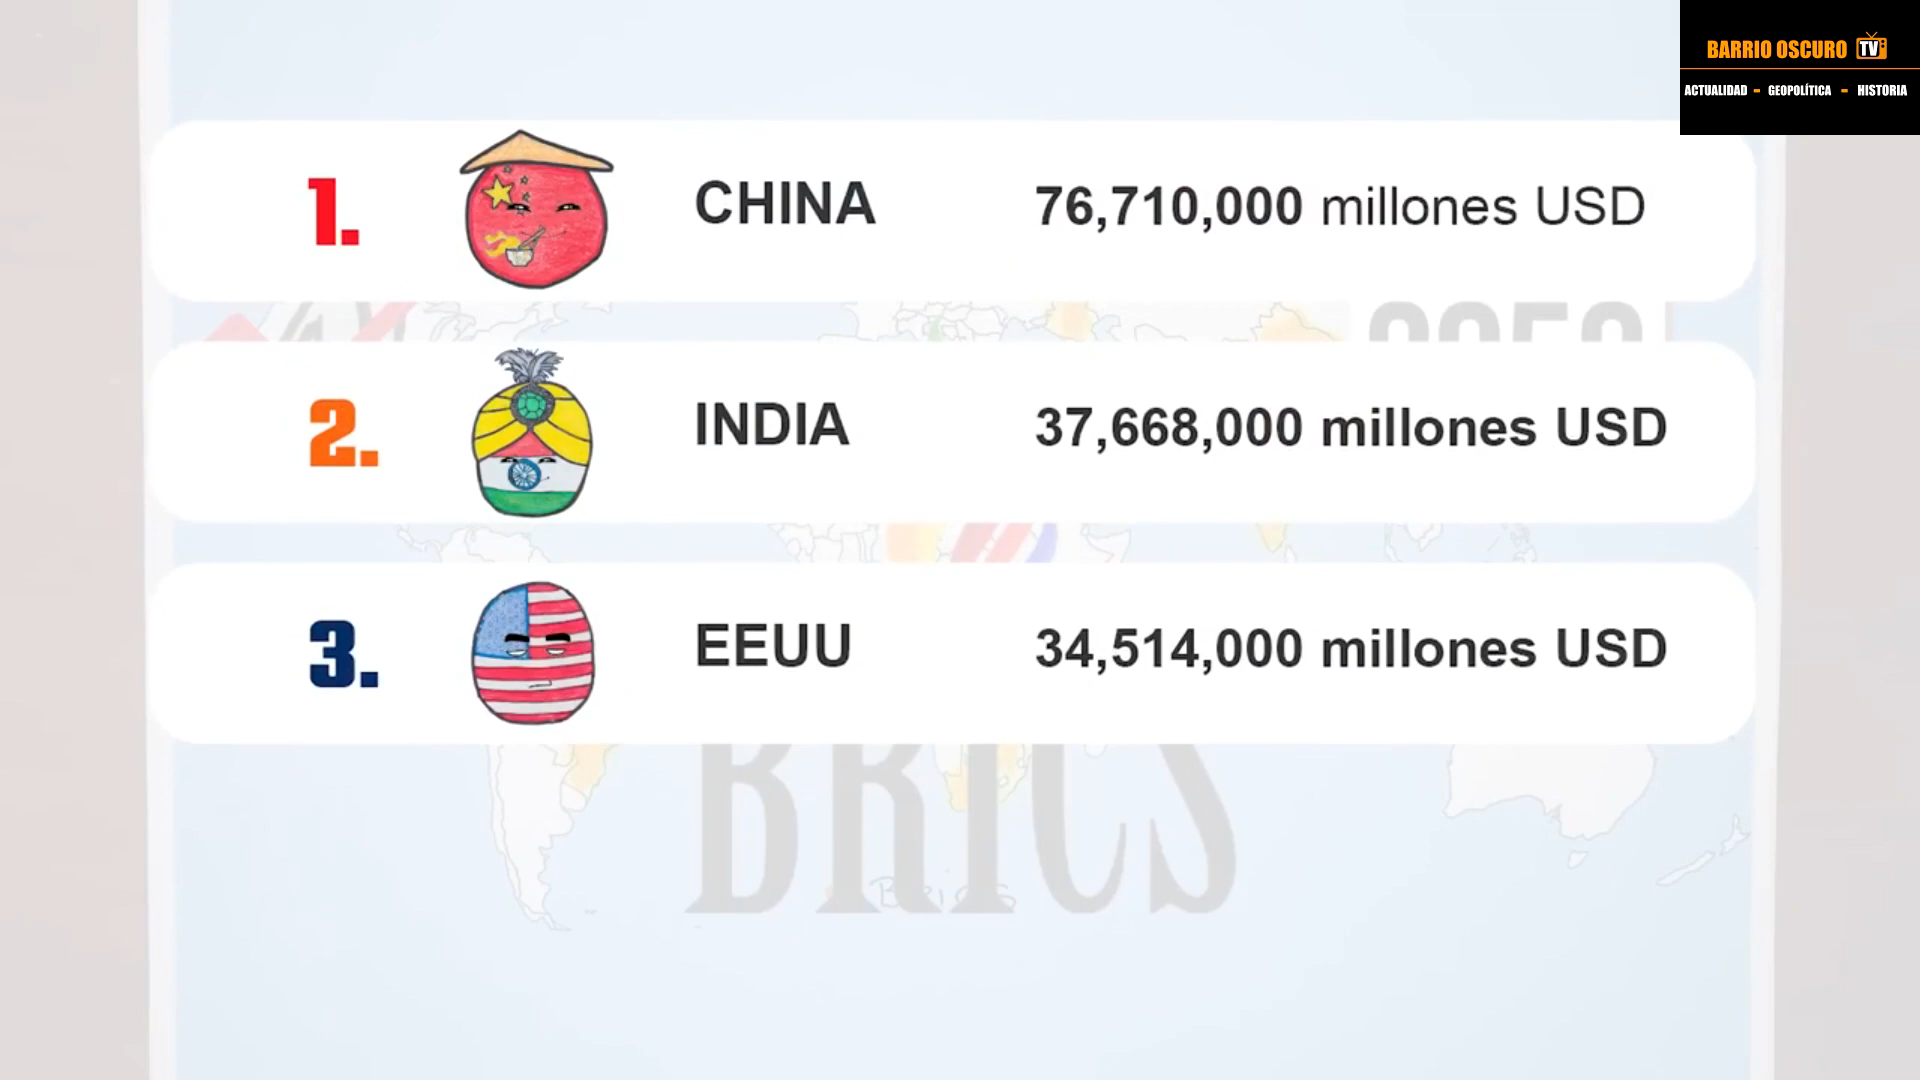 BARRIO OSCURO TV
ACTUALIDAD - GEOPOLÍTICA - HISTORIA
1. CHINA 76,710,000 millones USD
2. INDIA 37,668,000 millones USD
3. EEUU 34,514,000 millones USD
BRICS